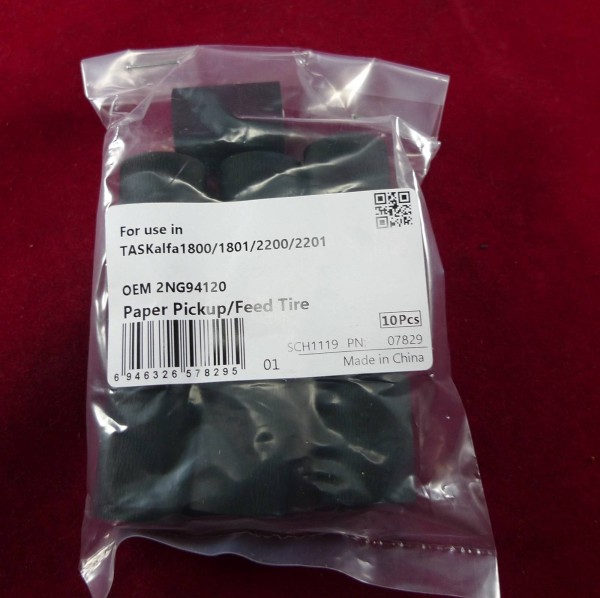 For use in
TASKalfa1800/1801/2200/2201
OEM 2NG94120
Paper Pickup/Feed Tire
10Pcs
SCH1119 PN: 07829
6 946326 578295
01
Made in China